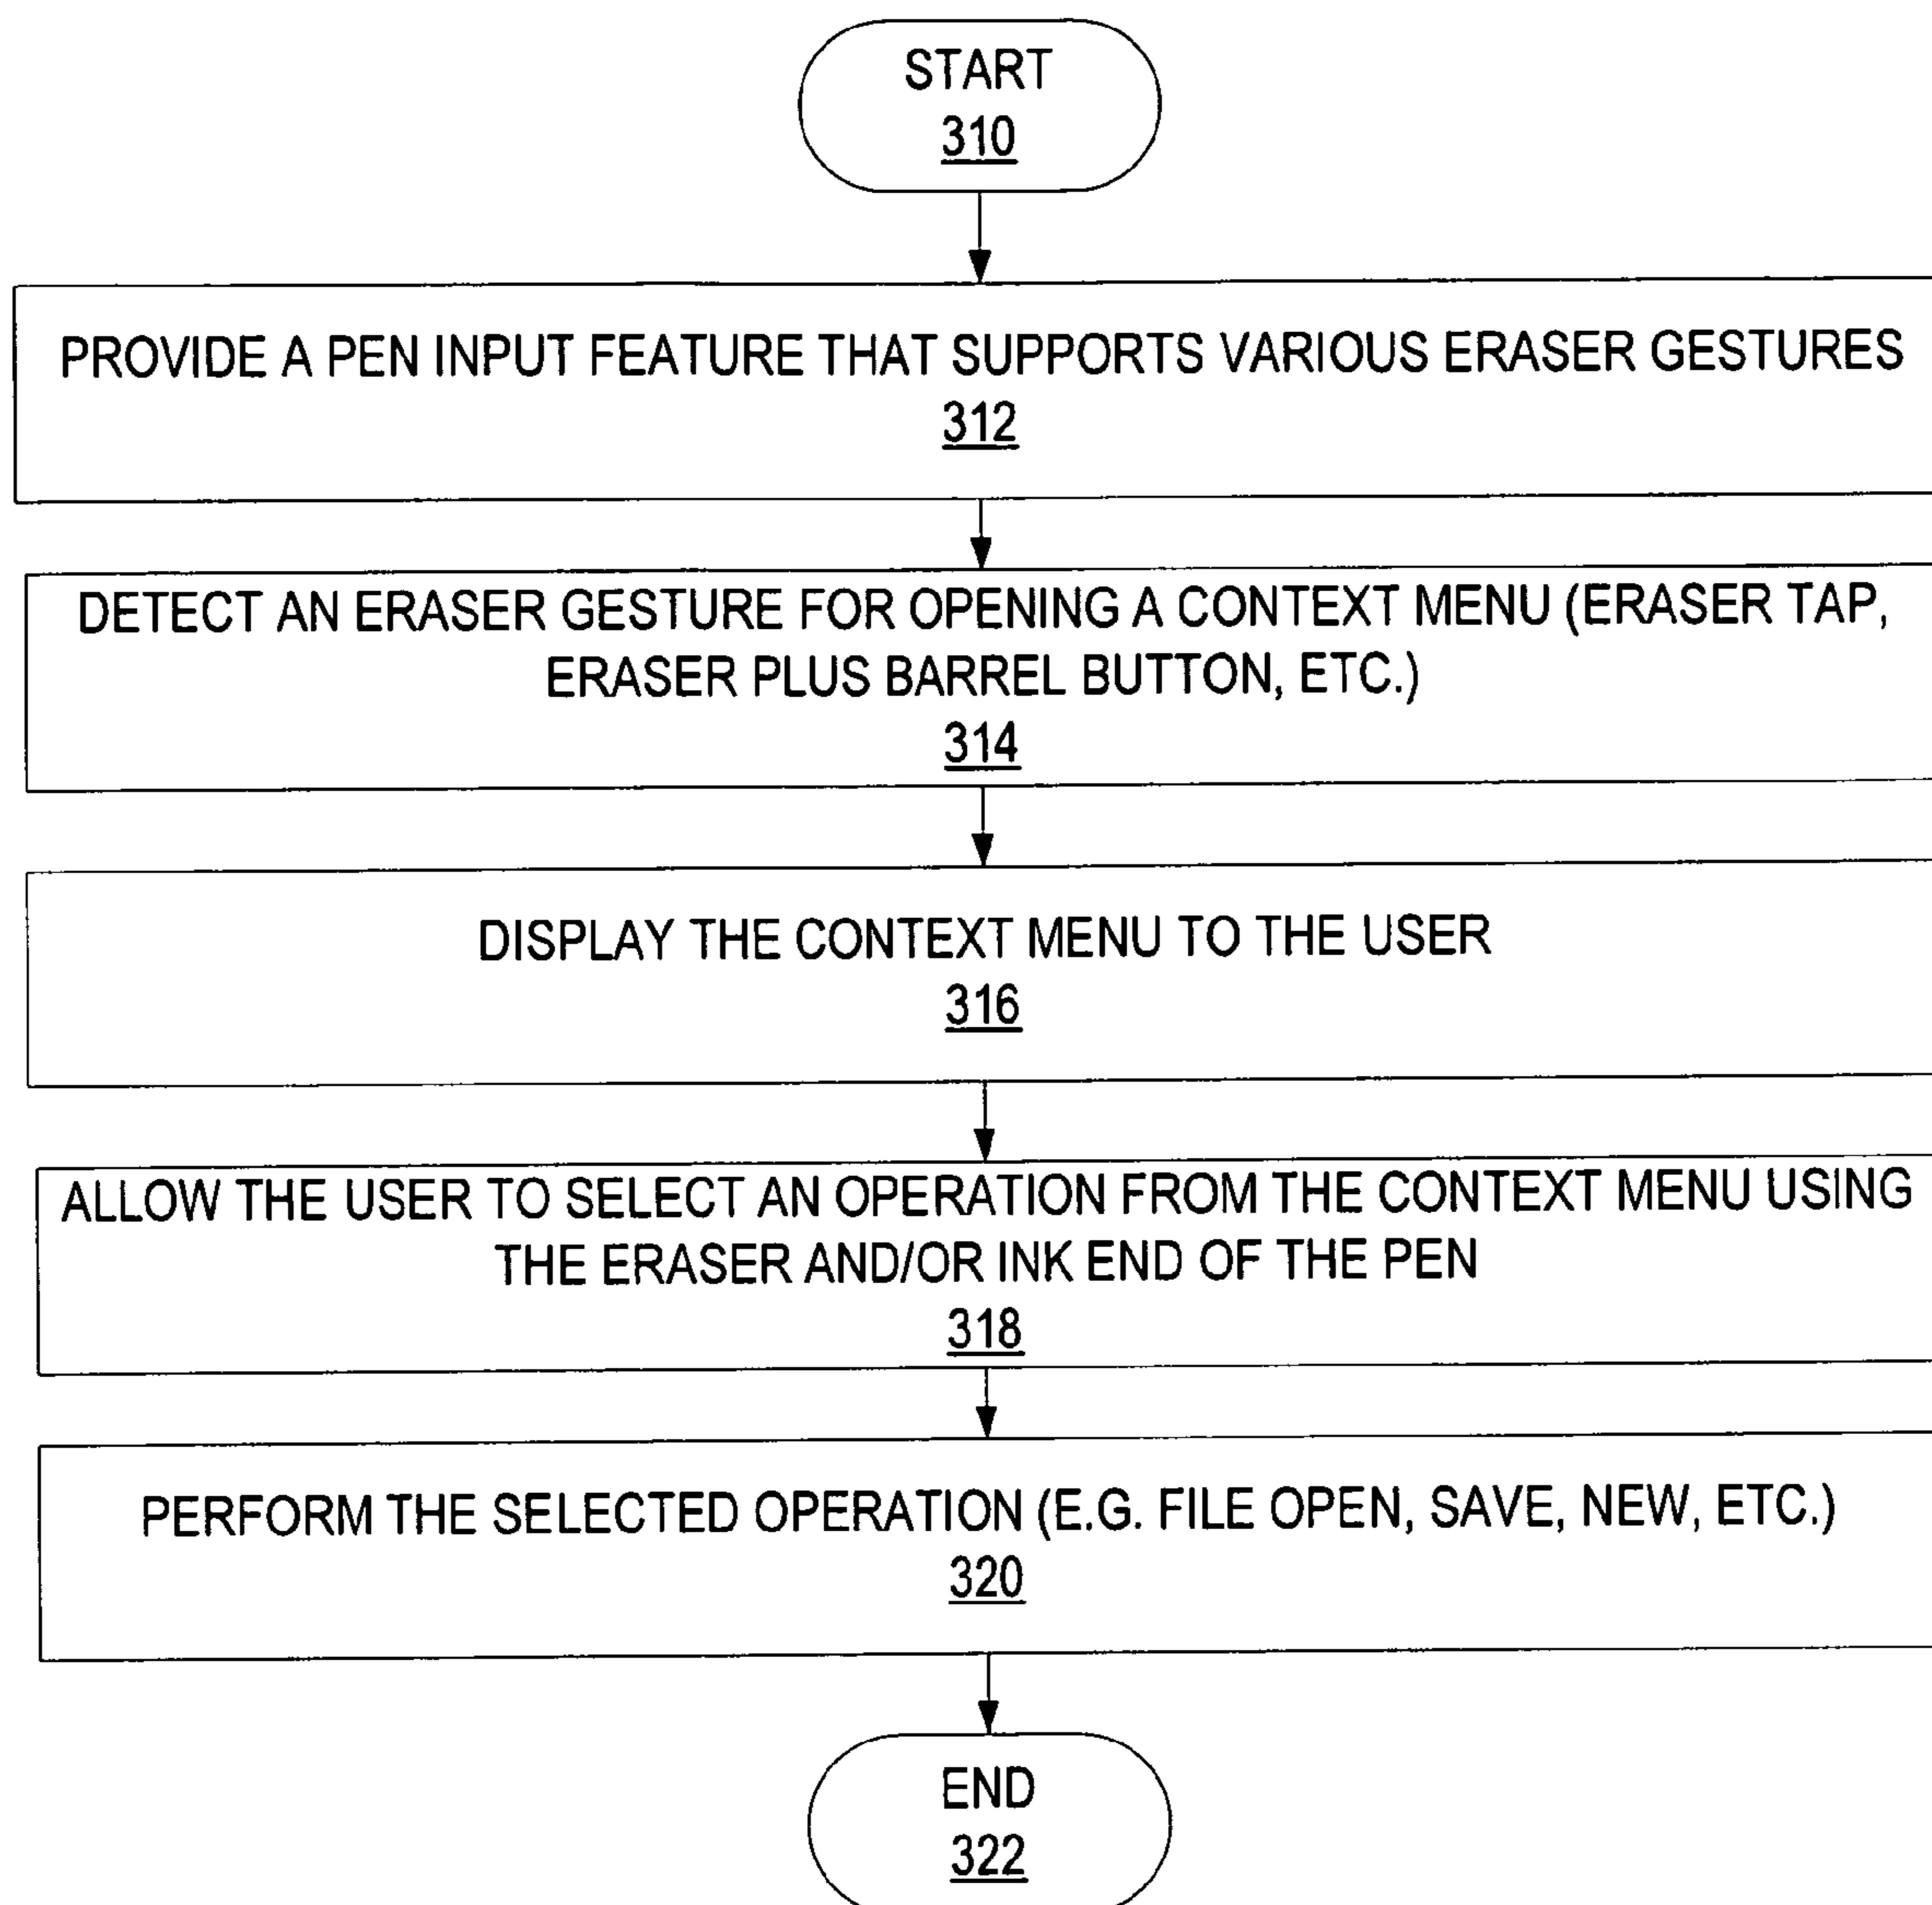 START
310
PROVIDE A PEN INPUT FEATURE THAT SUPPORTS VARIOUS ERASER GESTURES
312
DETECT AN ERASER GESTURE FOR OPENING A CONTEXT MENU (ERASER TAP,
ERASER PLUS BARREL BUTTON, ETC.)
314
DISPLAY THE CONTEXT MENU TO THE USER
316
ALLOW THE USER TO SELECT AN OPERATION FROM THE CONTEXT MENU USING
THE ERASER AND/OR INK END OF THE PEN
318
PERFORM THE SELECTED OPERATION (E.G. FILE OPEN, SAVE, NEW, ETC.)
320
END
322